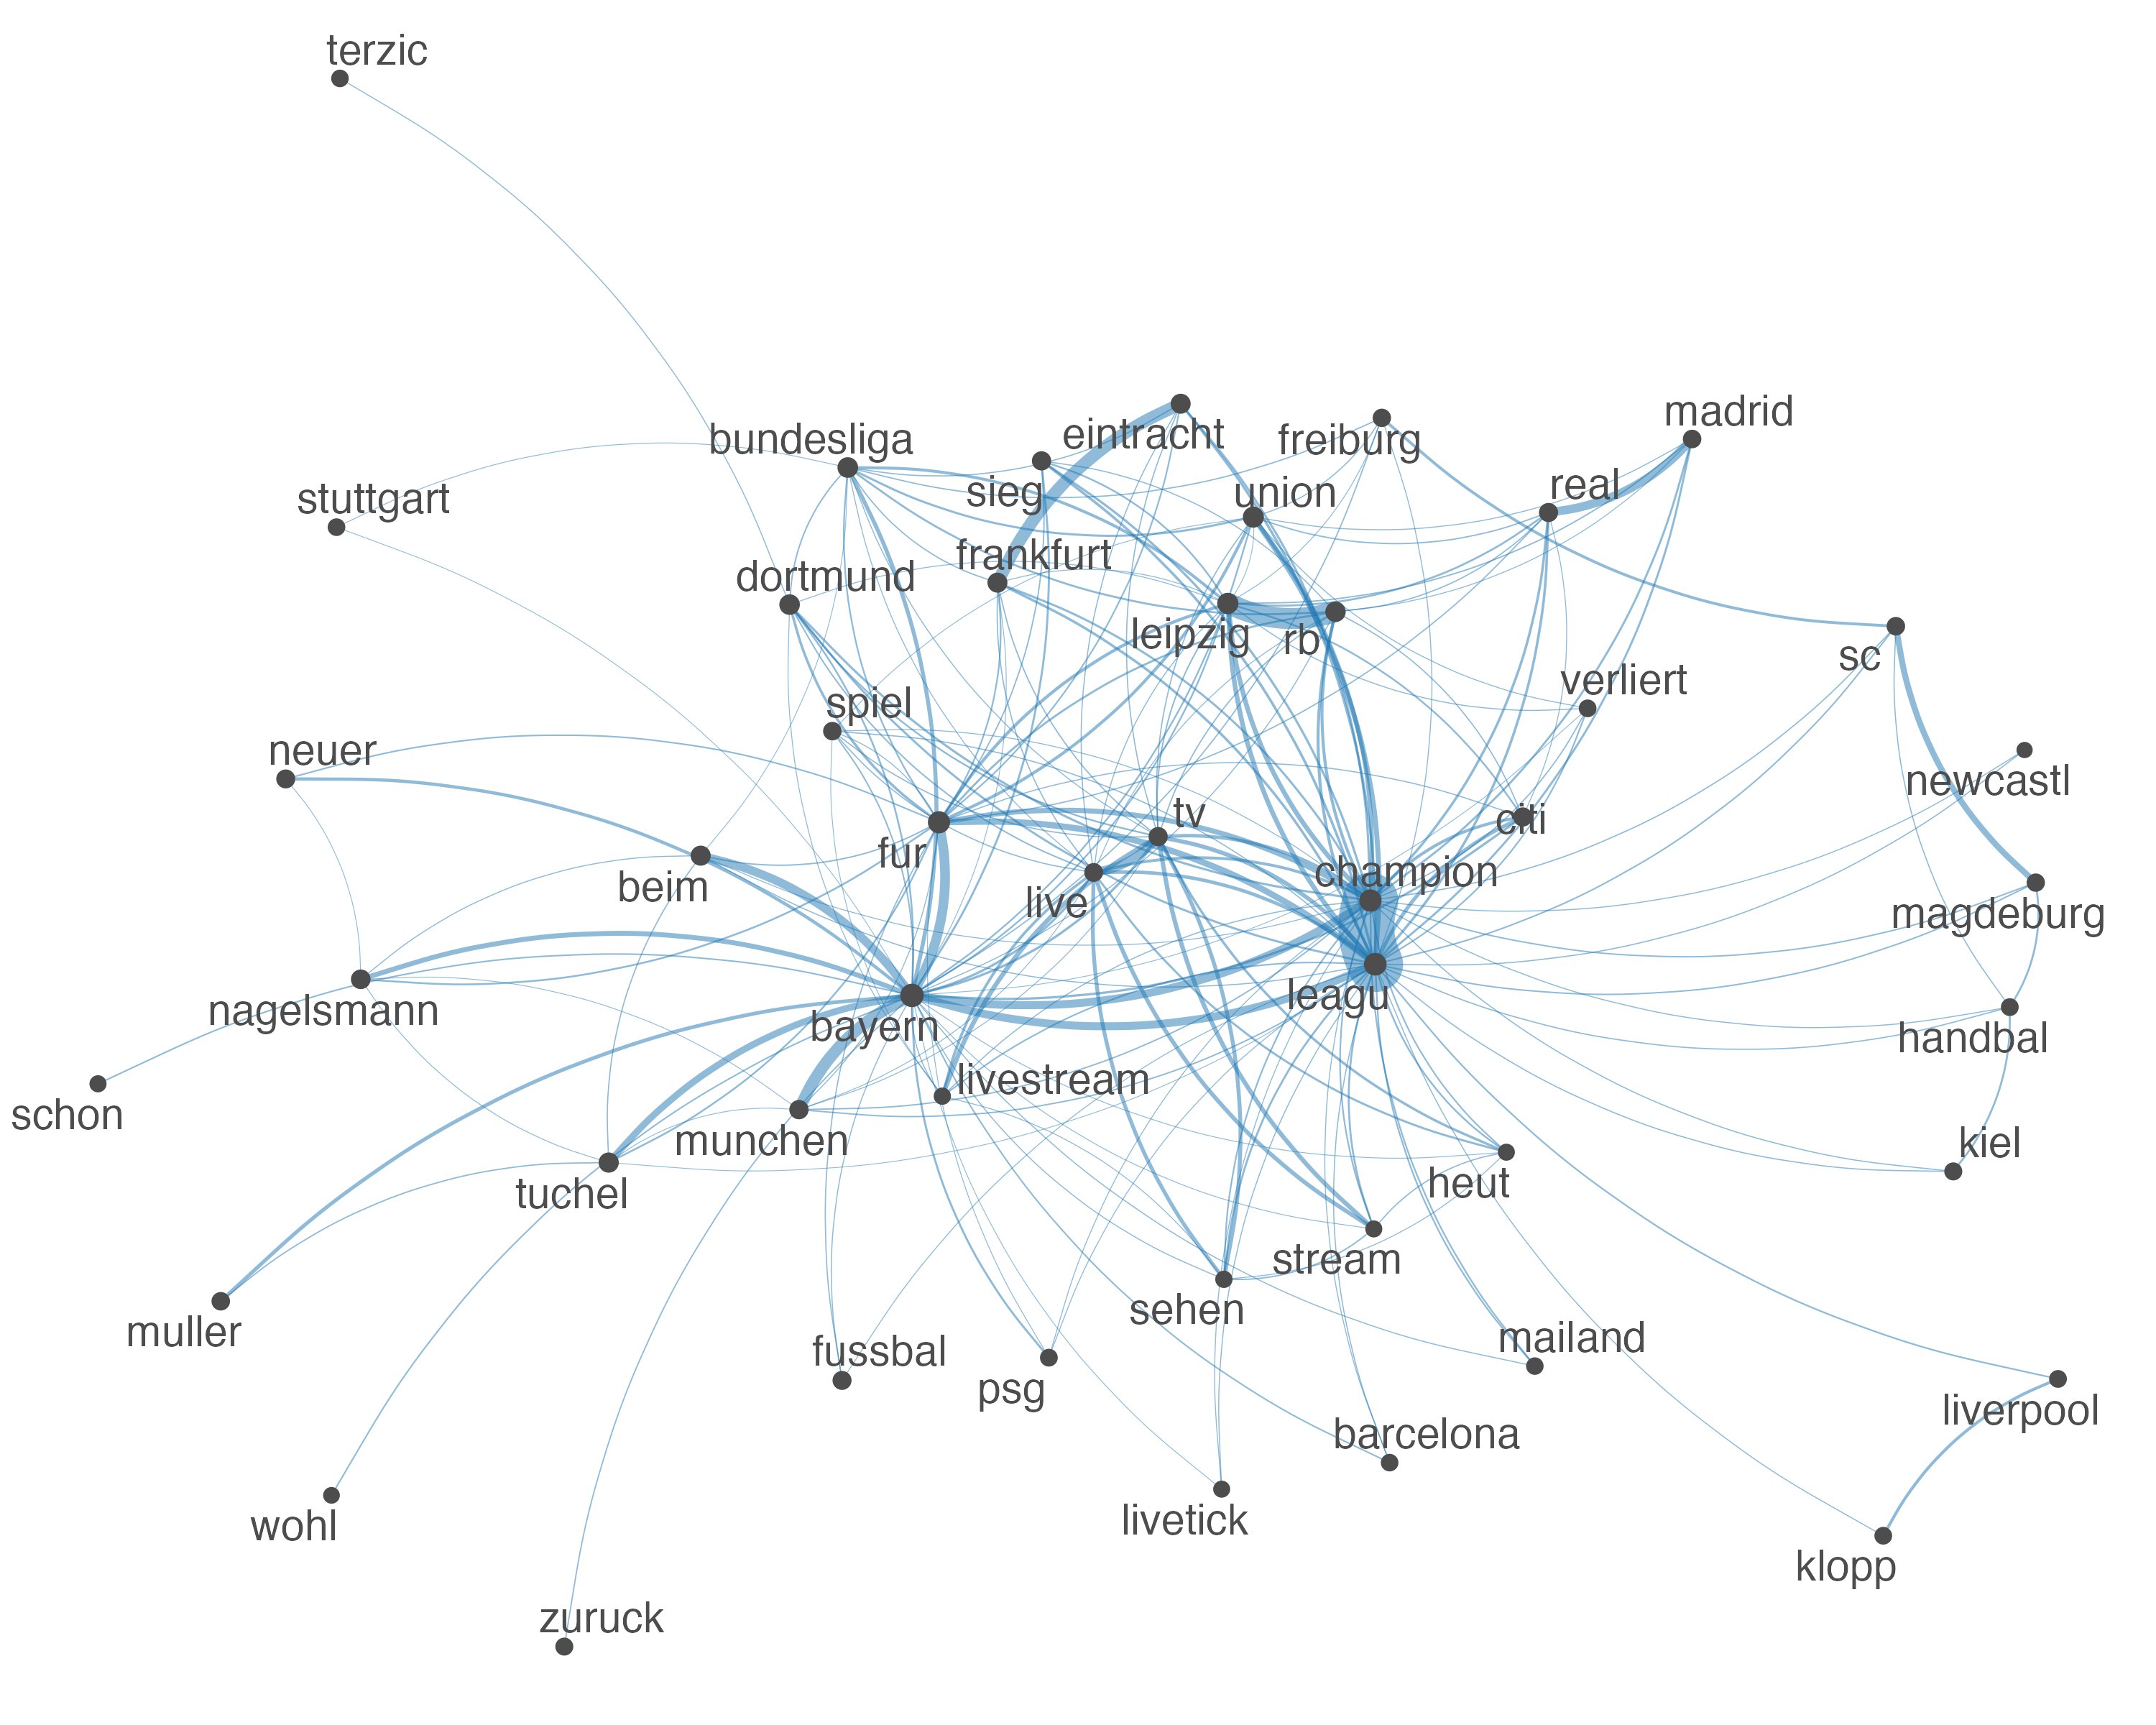 terzic
madrid
eintracht
bundesliga
freiburg
real
sieg
union
stuttgart
frankfurt
dortmund
leipzig
rb
sc
verliert
spiel
neuer
newcastl
tv
citi
fur
champion
beim
live
magdeburg
leagu
nagelsmann
bayern
handbal
livestream
schon
munchen
kiel
heut
tuchel
stream
sehen
muller
mailand
fussbal
psg
liverpool
barcelona
livetick
wohl
klopp
zuruck